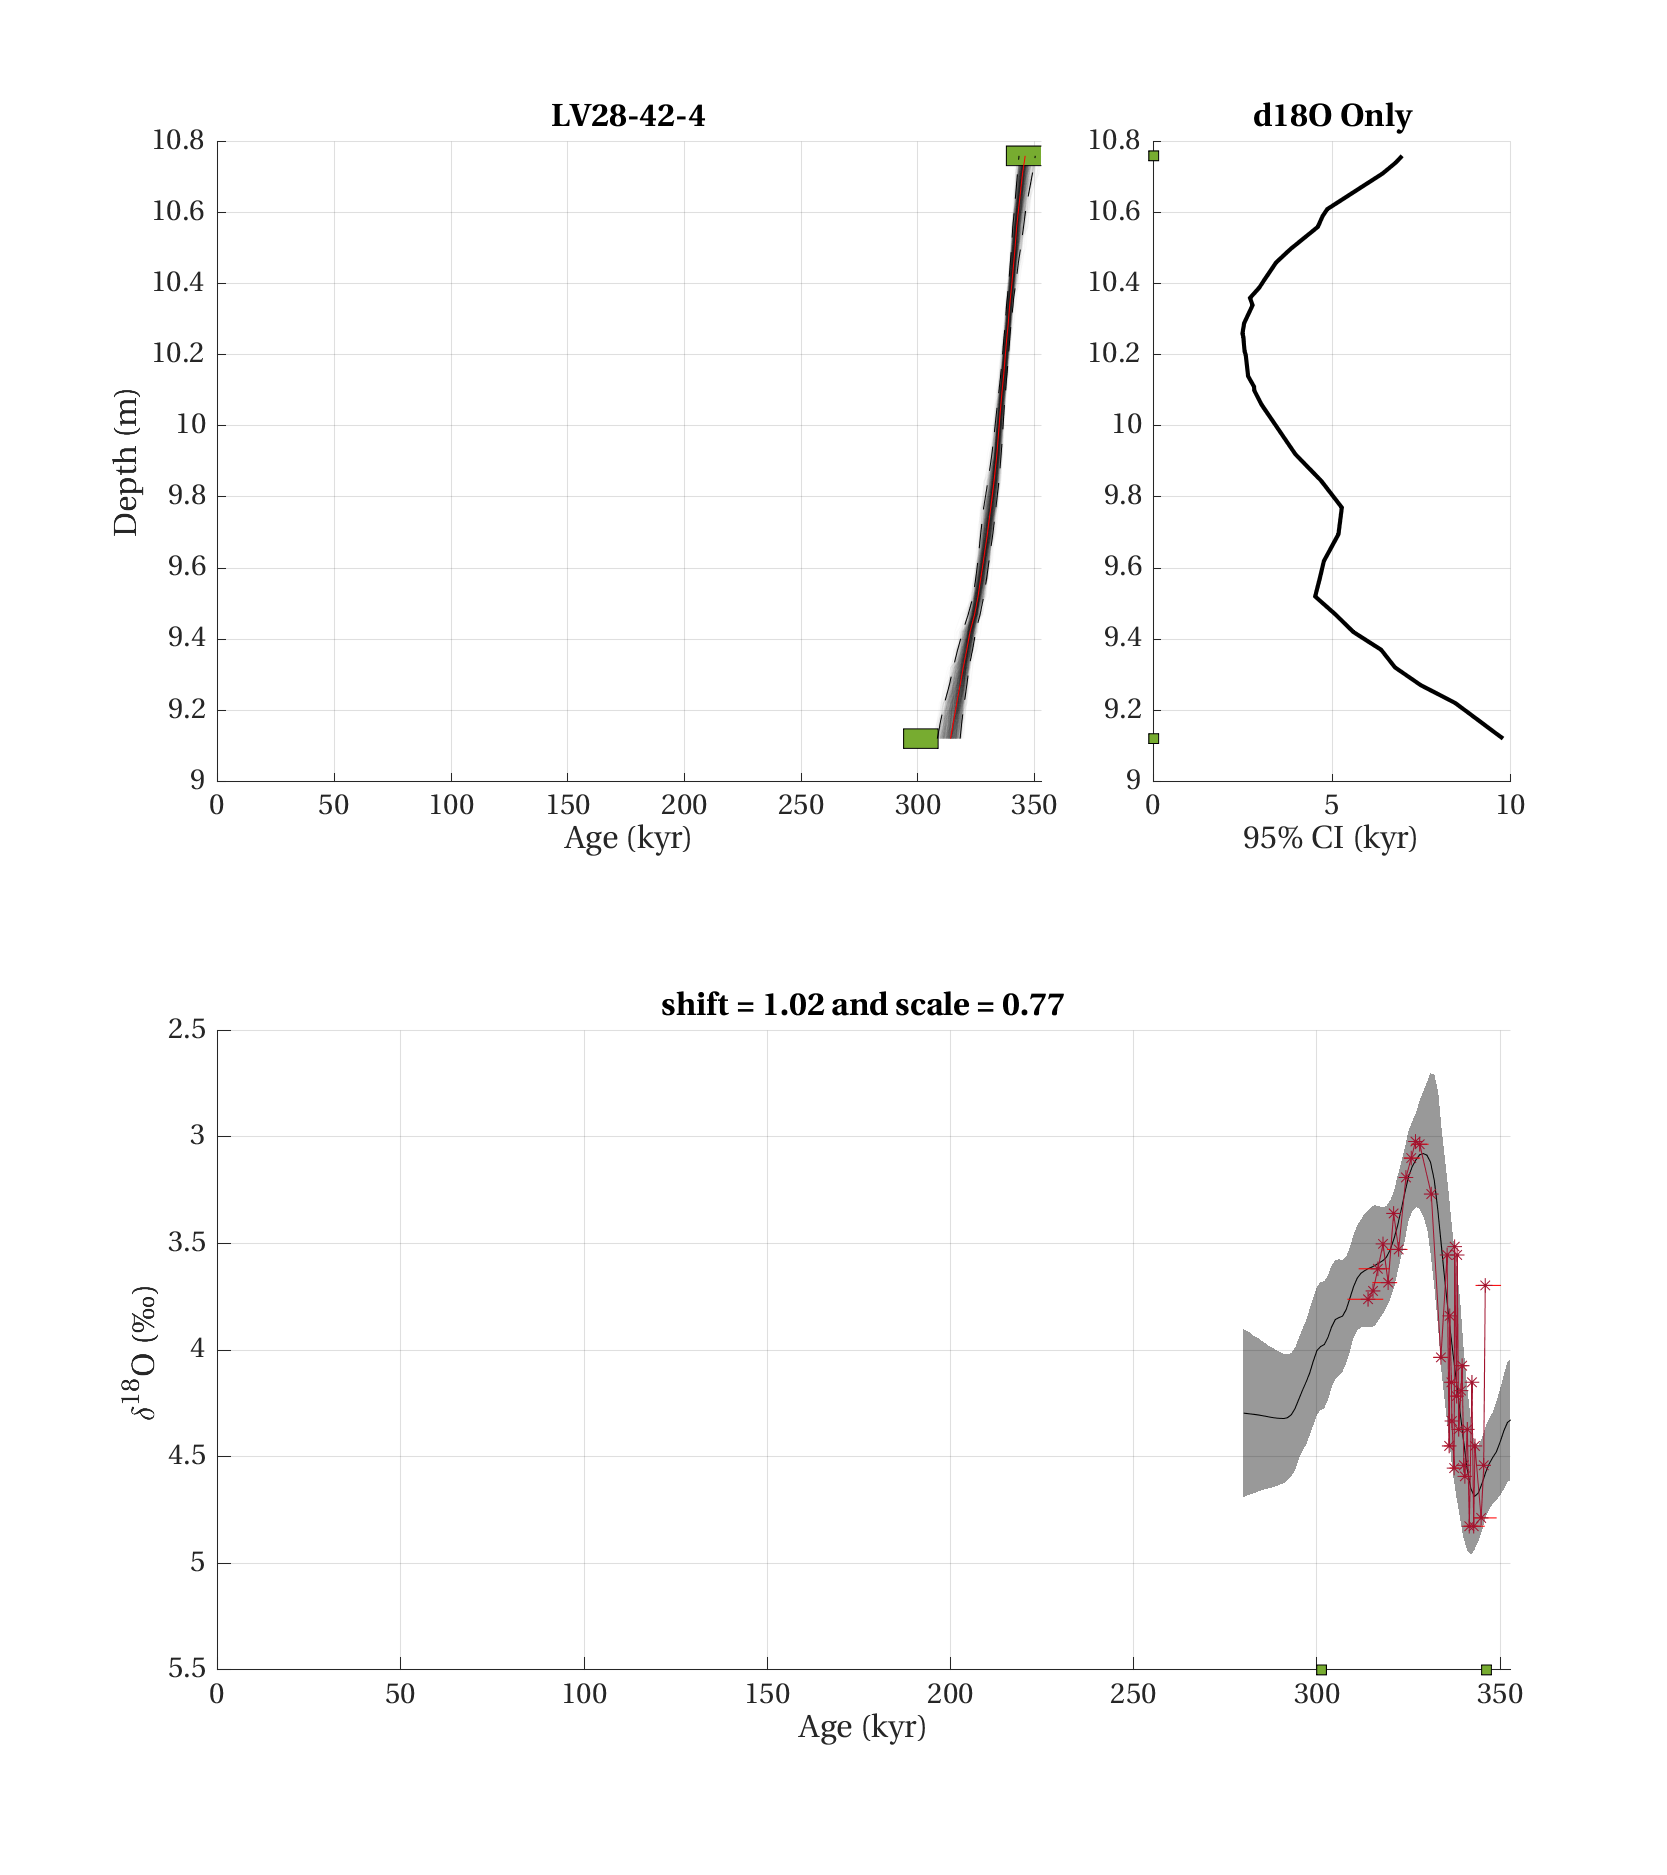 LV28-42-4
10.8
10.6
10.4
10.2
10
9.8
9.6
9.4
9.2
9
Depth (m)
0 50 100 150 200 250 300 350
Age (kyr)
d18O Only
10.8
10.6
10.4
10.2
10
9.8
9.6
9.4
9.2
9
0 5 10
95% CI (kyr)
shift = 1.02 and scale = 0.77
2.5
3
3.5
4
4.5
5
5.5
δ18O (‰)
0 50 100 150 200 250 300 350
Age (kyr)